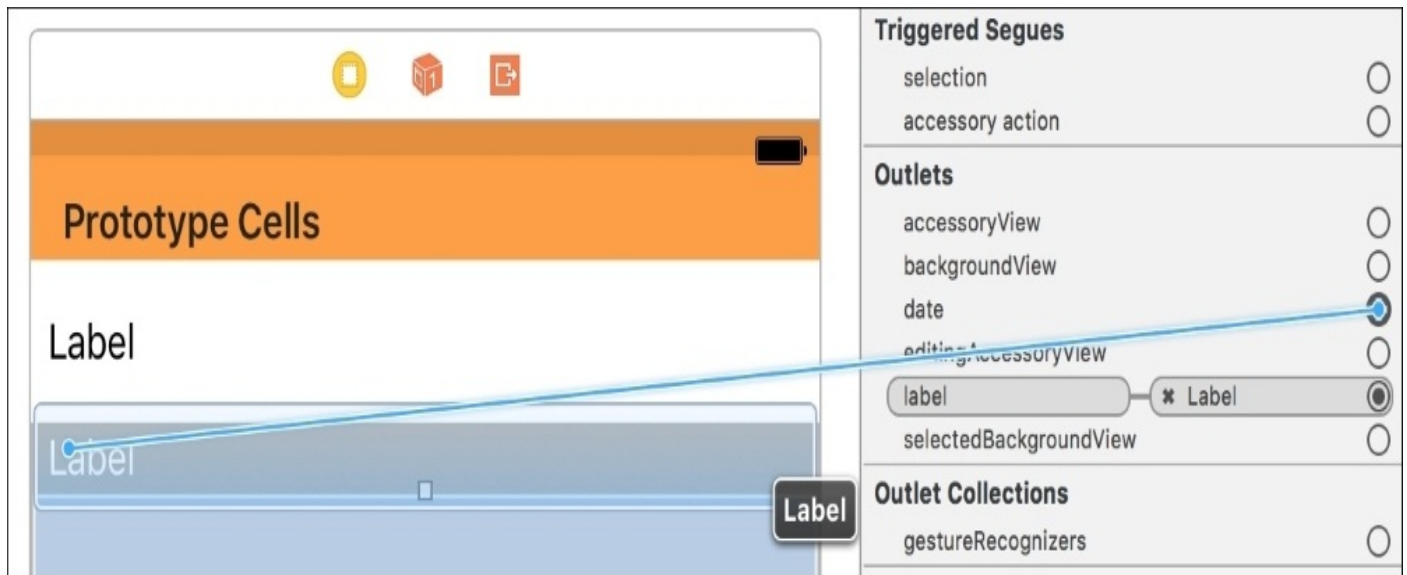 Prototype Cells
Label
Label
Label
Triggered Segues
selection
accessory action
Outlets
accessoryView
backgroundView
date
editingAccessoryView
label
✖ Label
selectedBackgroundView
Outlet Collections
gestureRecognizers